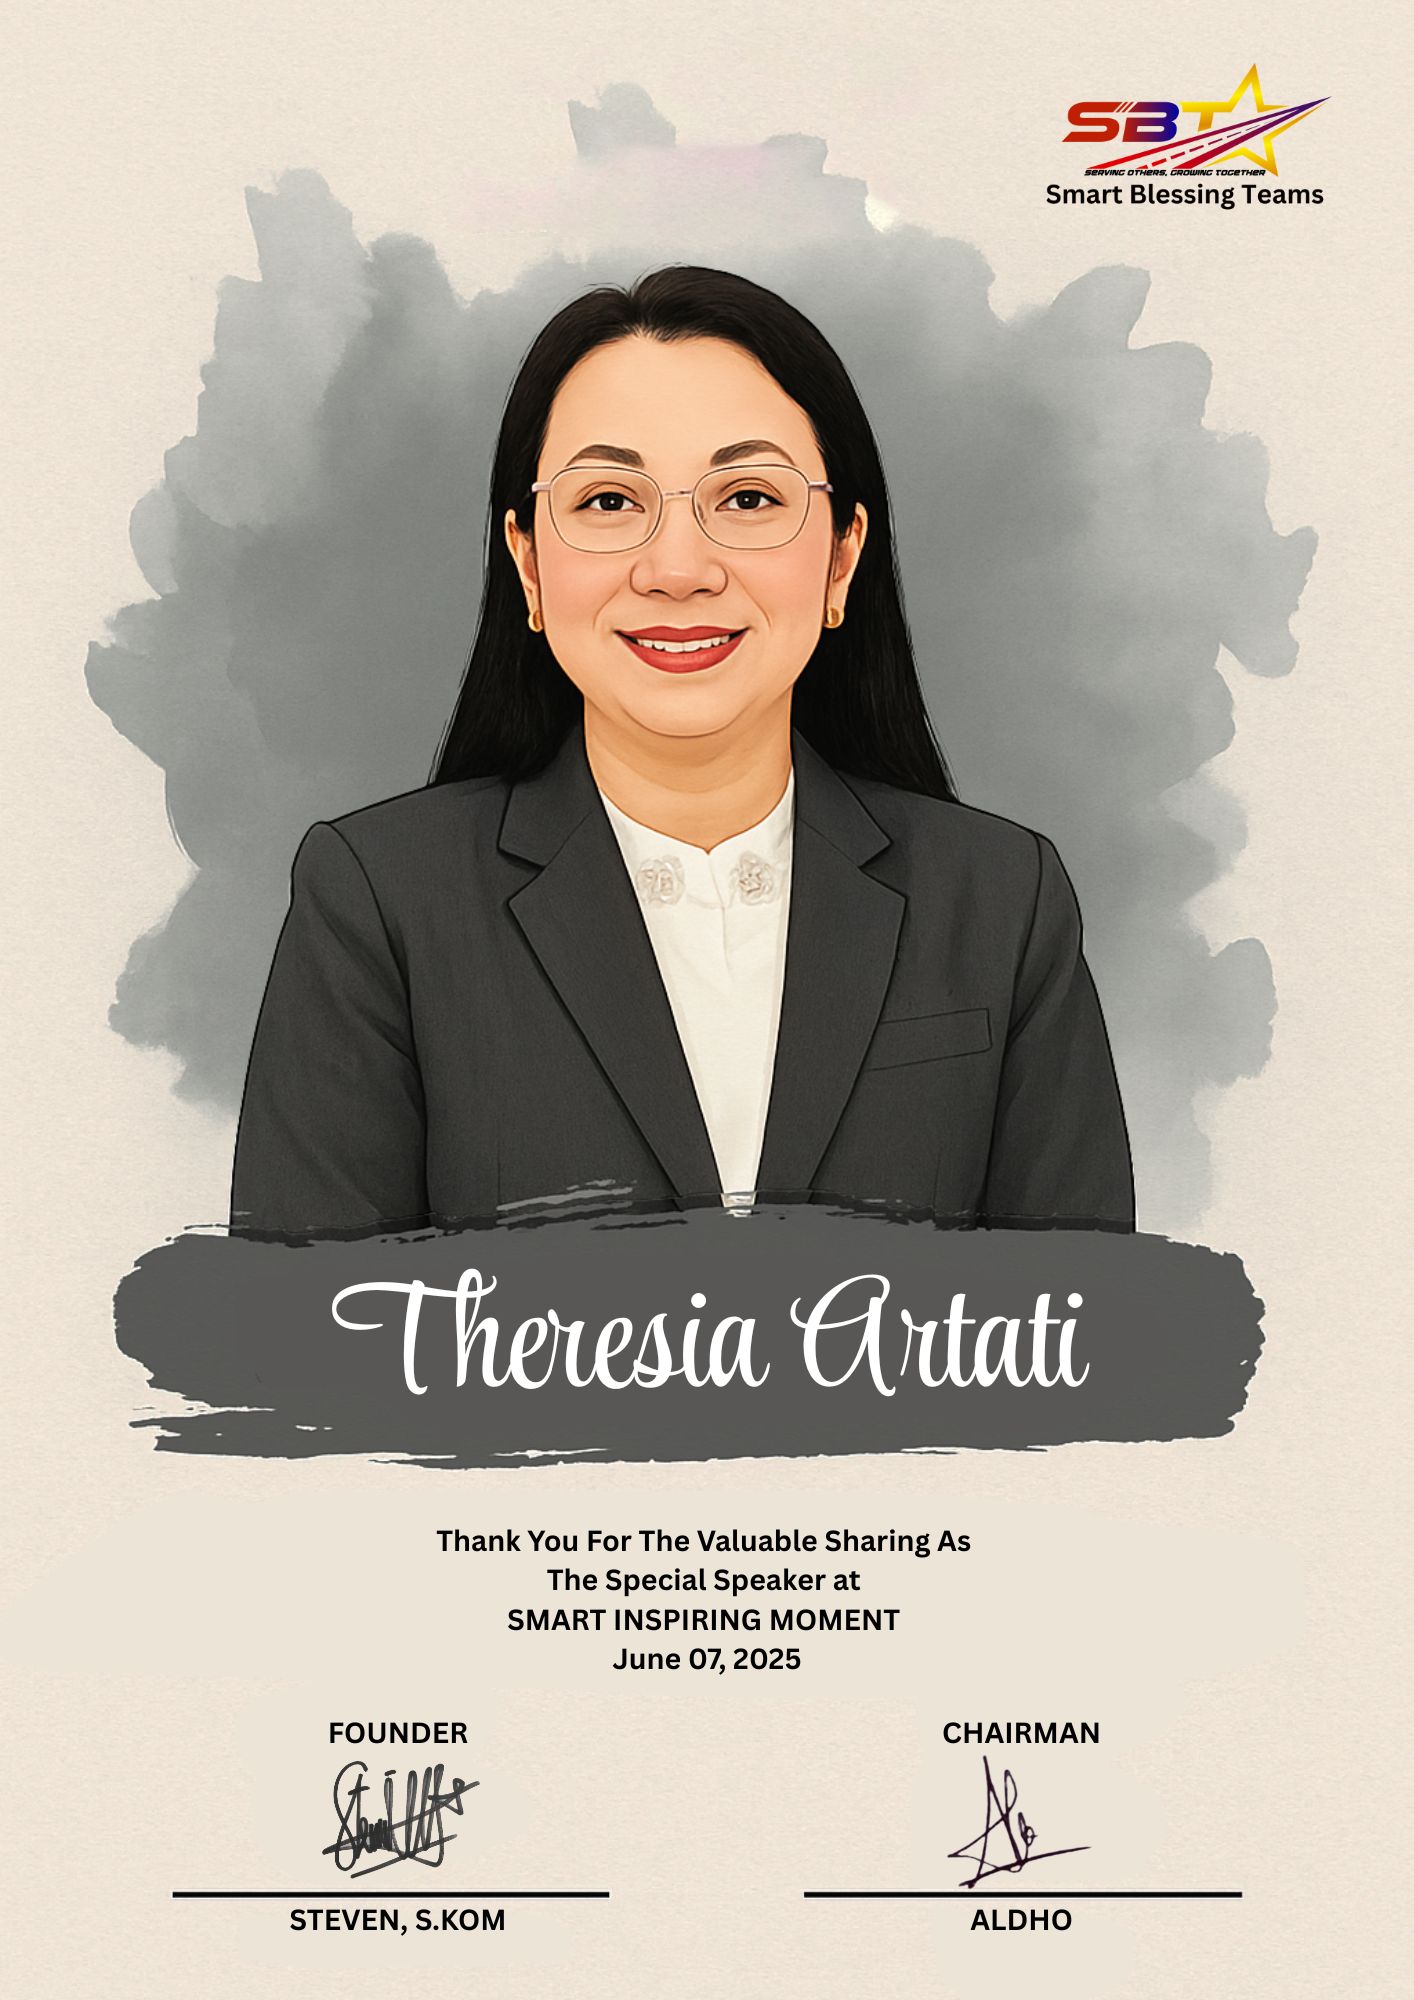 SBT
SERVING OTHERS, GROWING TOGETHER
Smart Blessing Teams
Theresia Artati
Thank You For The Valuable Sharing As
The Special Speaker at
SMART INSPIRING MOMENT
June 07, 2025
FOUNDER
CHAIRMAN
STEVEN, S.KOM
ALDHO